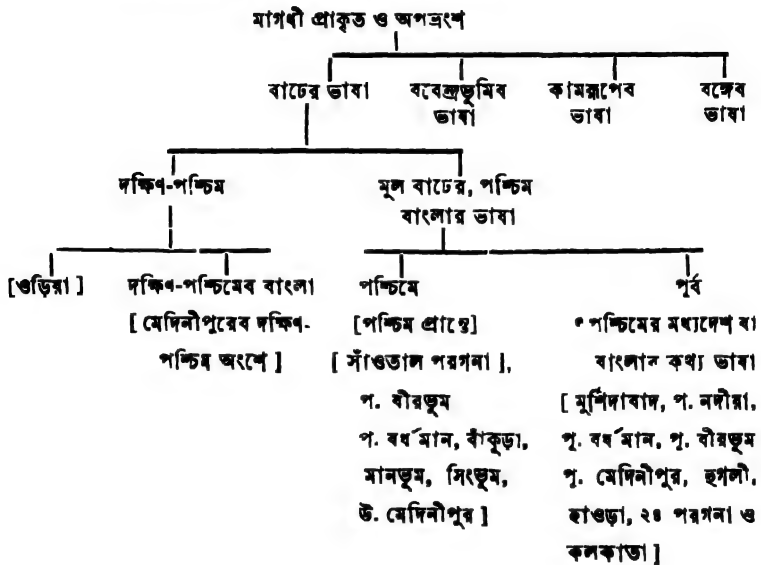 মাগধী প্রাকৃত ও অপভ্রংশ
বাঢের ভাষা
ববেন্দ্রভূমিব
ভাষা
কামরূপেব
ভাষা
বঙ্গেব
ভাষা
দক্ষিণ-পশ্চিম
মূল বাঢের, পশ্চিম
বাংলার ভাষা
[ওড়িয়া]
দক্ষিণ-পশ্চিমেব বাংলা
[মেদিনীপুরেব দক্ষিণ-
পশ্চিম অংশে]
পশ্চিমে
[পশ্চিম প্রান্তে]
[সাঁওতাল পরগনা],
প. বীরভূম
প. বর্ধমান, বাঁকুড়া,
মানভূম, সিংভূম,
উ. মেদিনীপুর]
পূর্ব
পশ্চিমের মধ্যদেশ বা
বাংলার কথ্য ভাষা
[মুর্শিদাবাদ, প. নদীয়া,
পূ. বর্ধমান, পূ. বীরভূম
পূ. মেদিনীপুর, হুগলী,
হাওড়া, ২৪ পরগনা ও
কলকাতা]